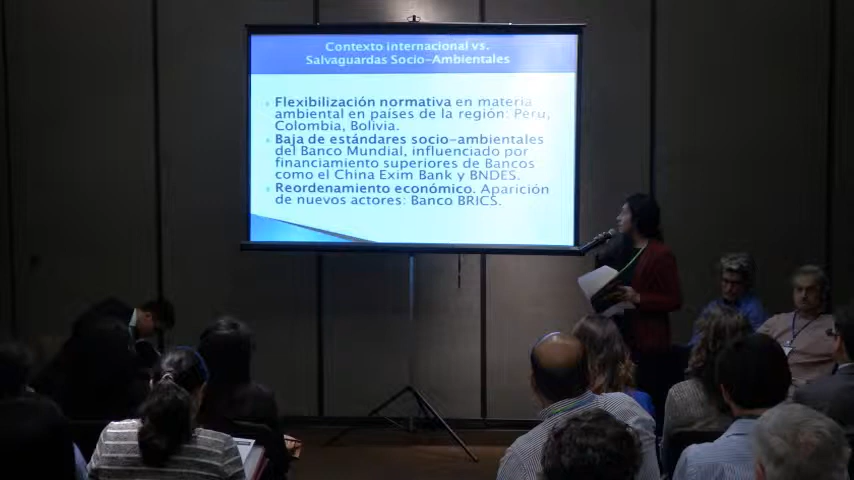 Contexto internacional vs.
Salvaguardas Socio-Ambientales
Flexibilización normativa en materia
ambiental en países de la región: Perú,
Colombia, Bolivia.
Baja de estándares socio-ambientales
del Banco Mundial, influenciado por
financiamiento superiores de Bancos
como el China Exim Bank y BNDES.
Reordenamiento económico. Aparición
de nuevos actores: Banco BRICS.